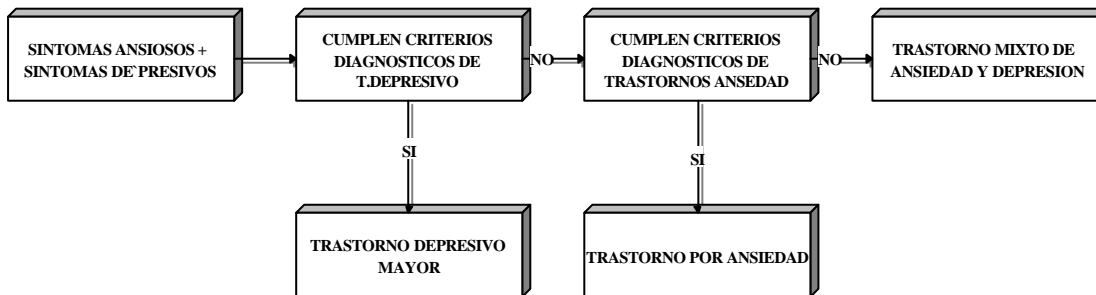 SINTOMAS ANSIOSOS +
SINTOMAS DE`PRESIVOS
CUMPLEN CRITERIOS
DIAGNOSTICOS DE
T.DEPRESIVO
NO
CUMPLEN CRITERIOS
DIAGNOSTICOS DE
TRASTORNOS ANSEDAD
NO
TRASTORNO MIXTO DE
ANSIEDAD Y DEPRESION
SI
SI
TRASTORNO DEPRESIVO
MAYOR
TRASTORNO POR ANSIEDAD